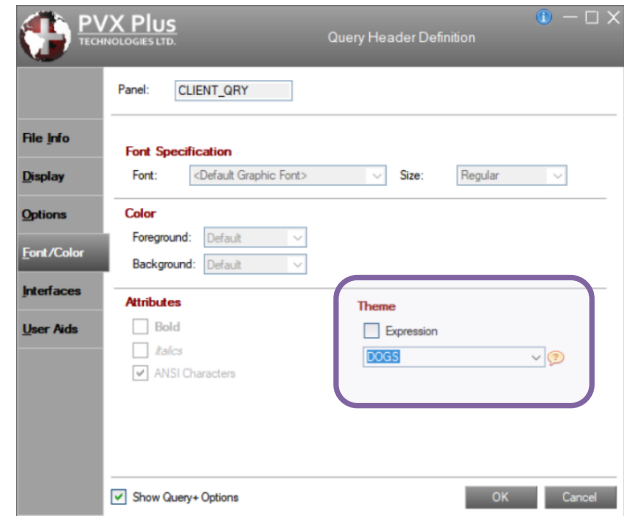 PVX Plus
TECHNOLOGIES LTD.
Query Header Definition
Panel: CLIENT_QRY
File Info
Display
Options
Font/Color
Interfaces
User Aids
Font Specification
Font: <Default Graphic Font> Size: Regular
Color
Foreground: Default
Background: Default
Attributes
Bold
Italics
ANSI Characters
Theme
Expression
DOGS
Show Query+ Options
OK Cancel